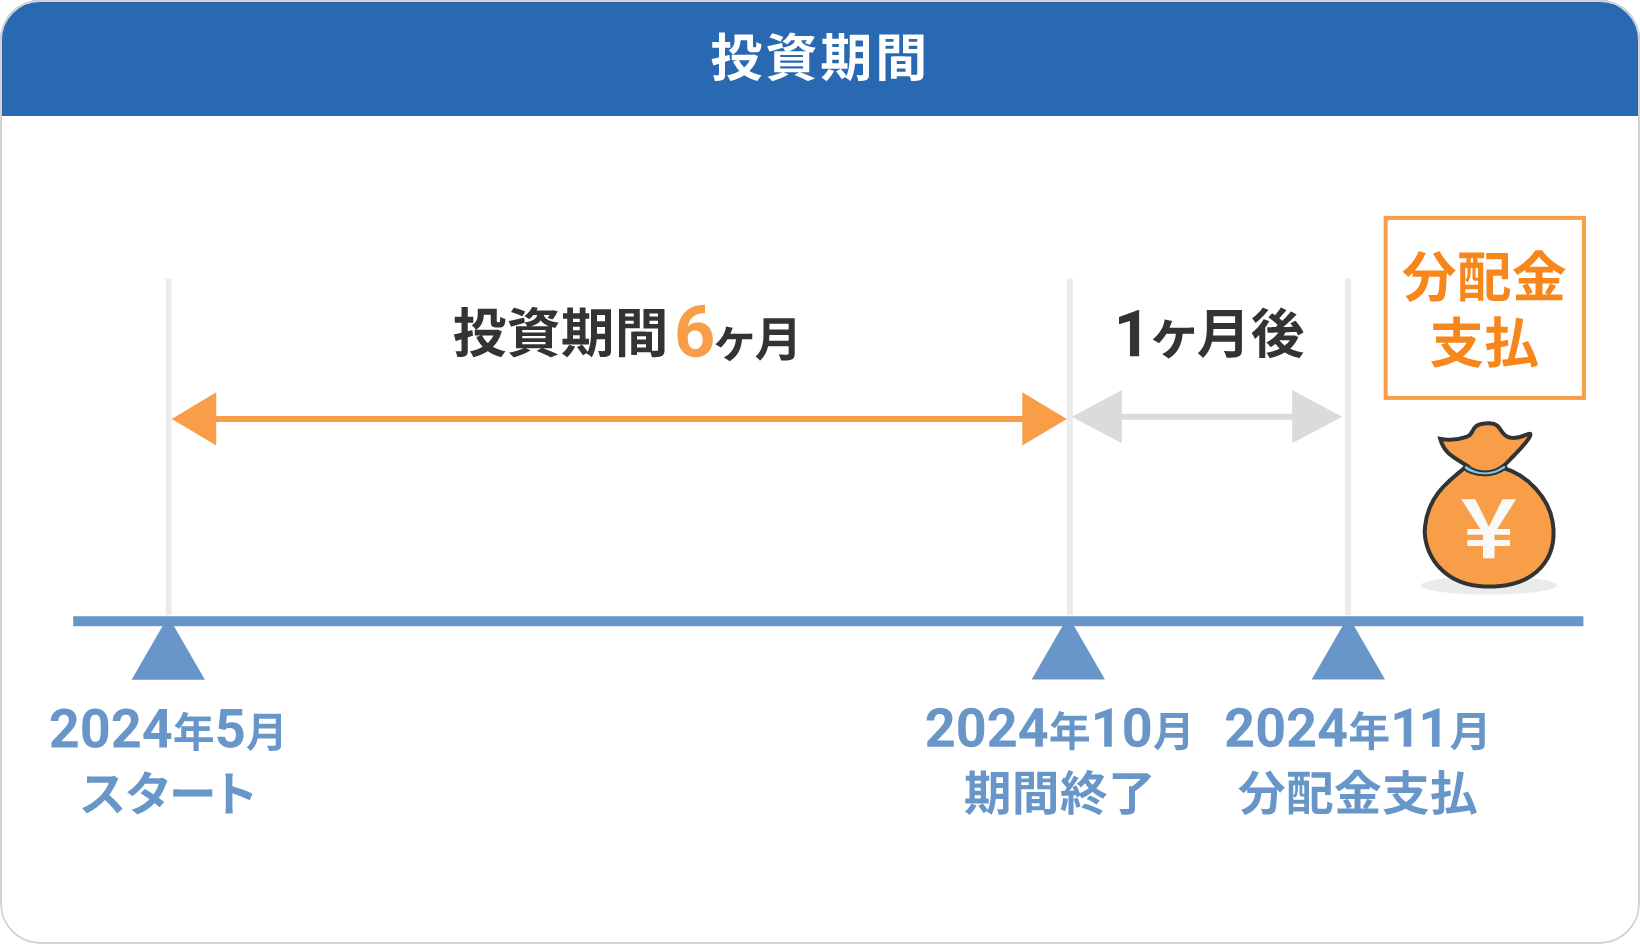 投資期間
投資期間6ヶ月
1ヶ月後
分配金
支払
¥
2024年5月
スタート
2024年10月
期間終了
2024年11月
分配金支払